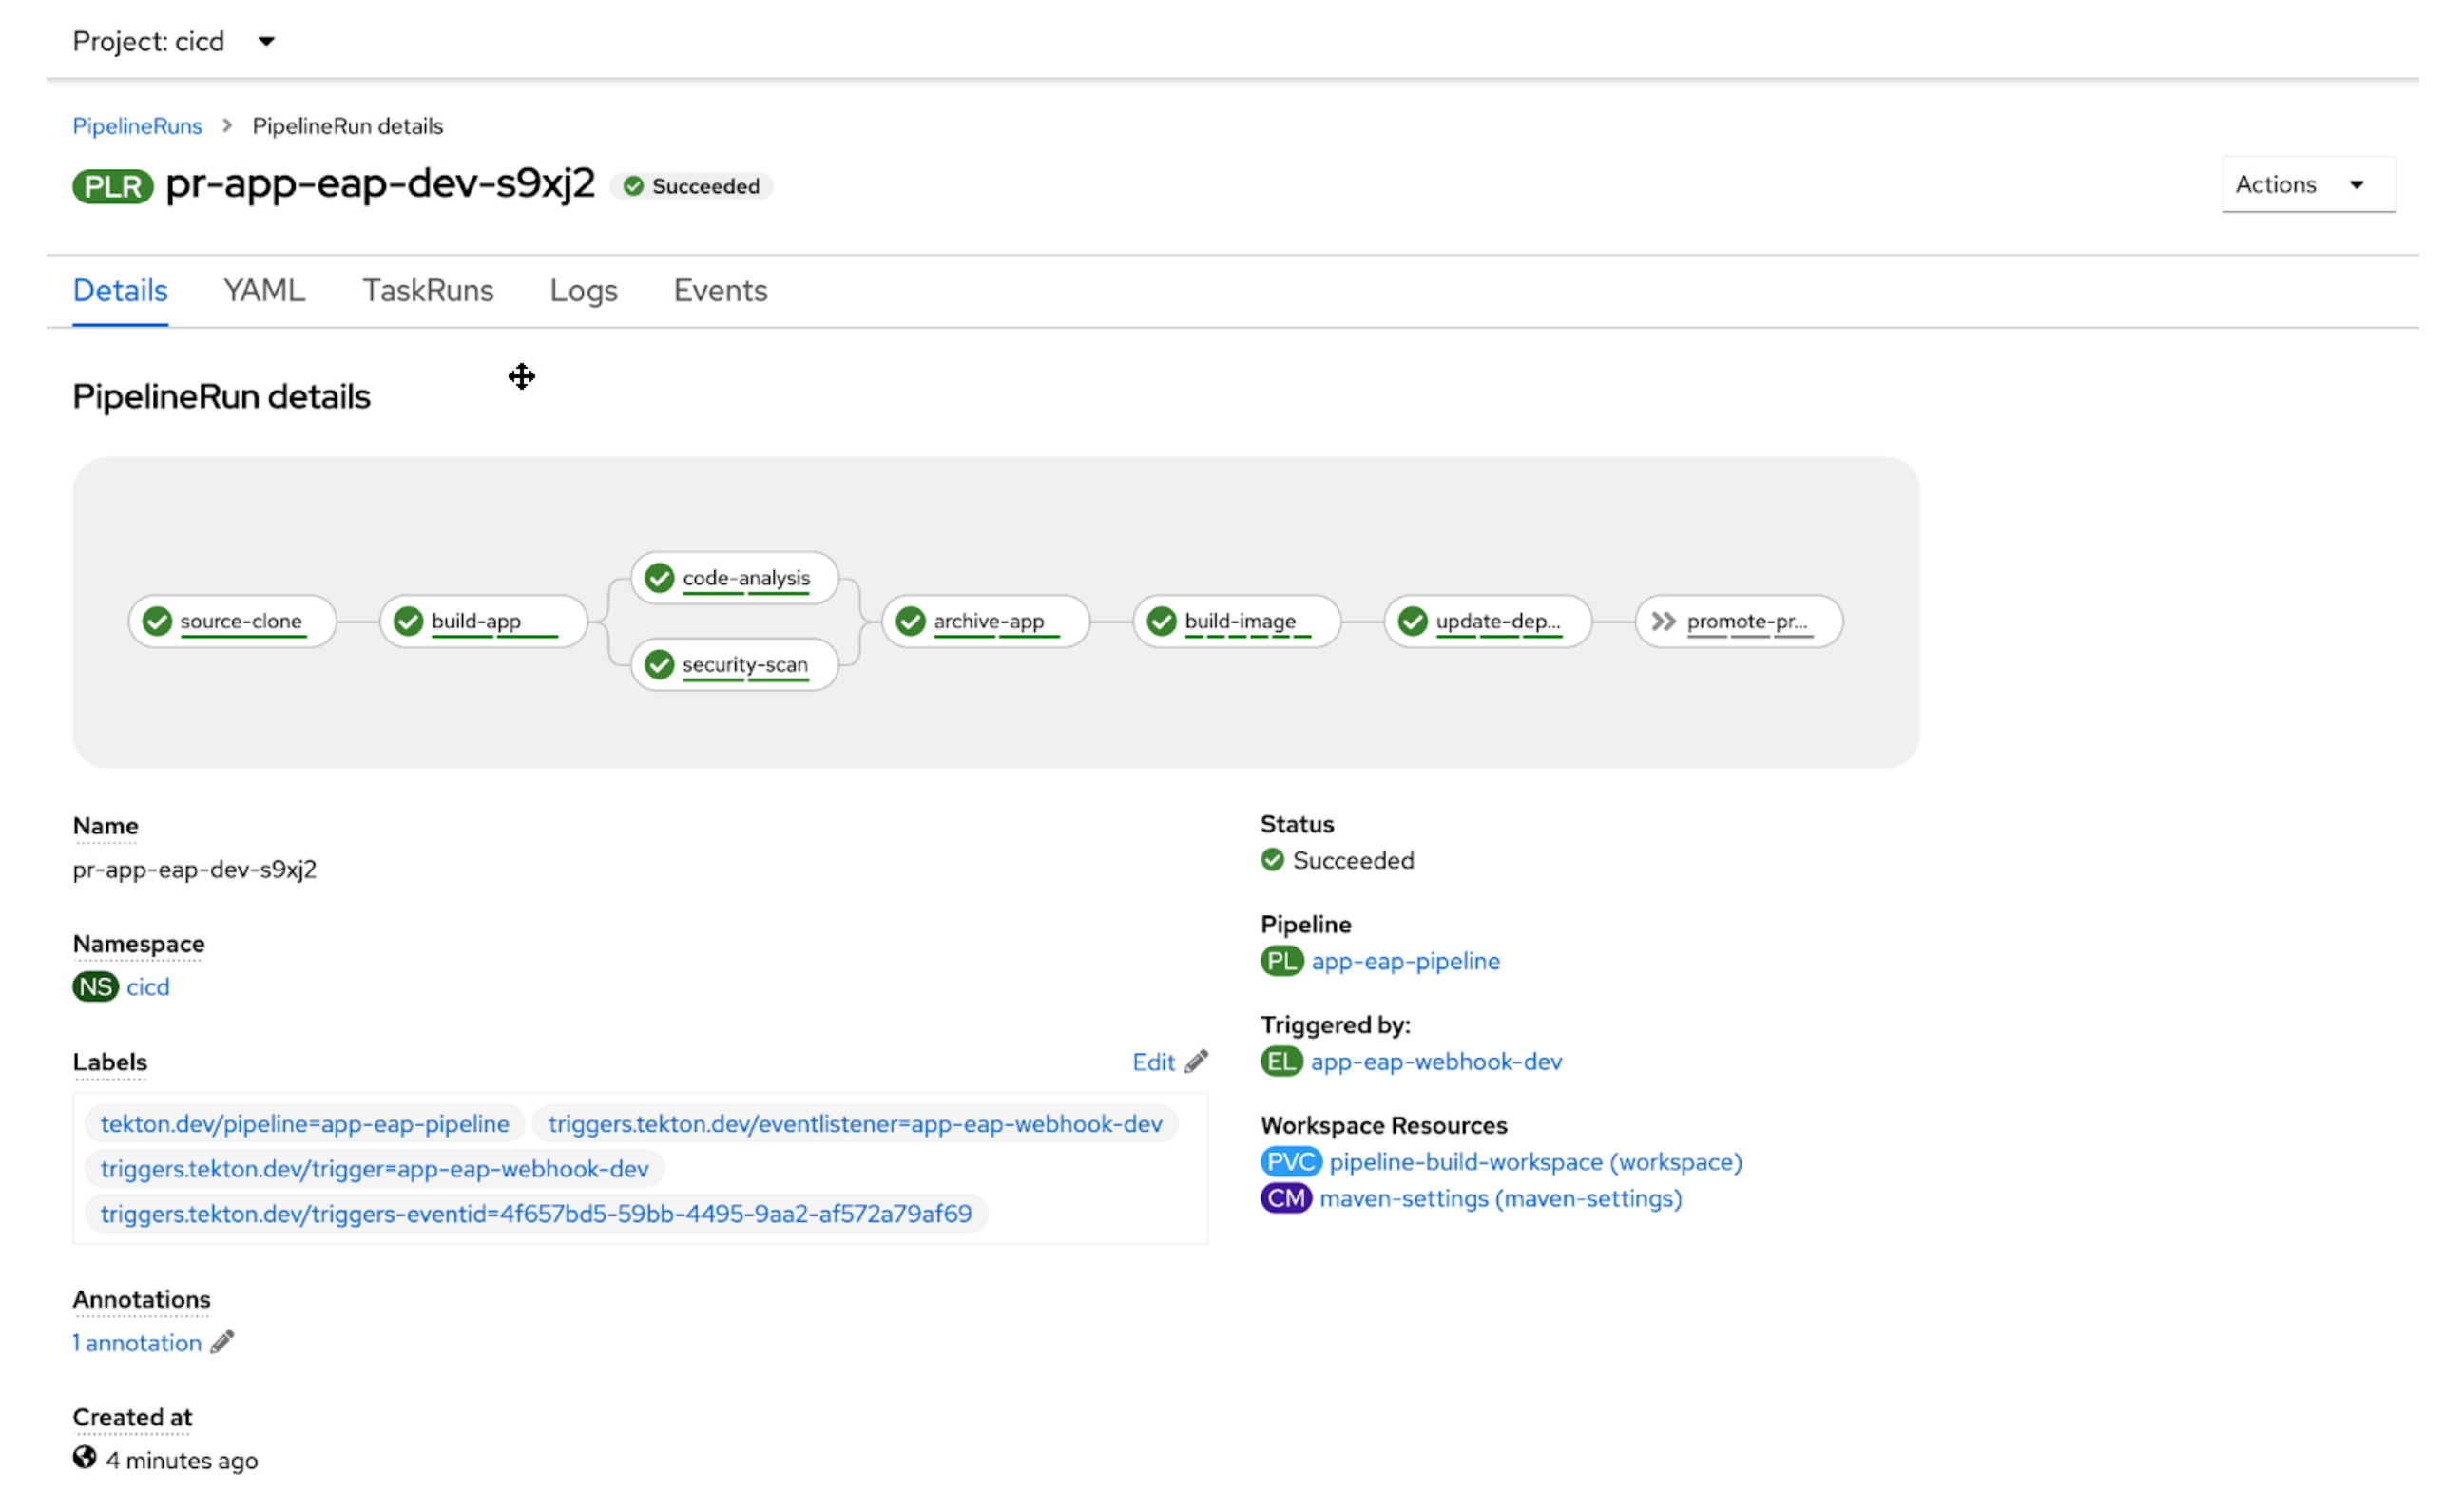 Project: cicd
PipelineRuns > PipelineRun details
PLR pr-app-eap-dev-s9xj2 Succeeded
Actions
Details YAML TaskRuns Logs Events
PipelineRun details
code-analysis
source-clone build-app archive-app build-image update-dep... promote-pr...
security-scan
Name
pr-app-eap-dev-s9xj2
Namespace
NS cicd
Labels
Edit
tekton.dev/pipeline=app-eap-pipeline triggers.tekton.dev/eventlistener=app-eap-webhook-dev
triggers.tekton.dev/trigger=app-eap-webhook-dev
triggers.tekton.dev/triggers-eventid=4f657bd5-59bb-4495-9aa2-af572a79af69
Annotations
1 annotation
Created at
4 minutes ago
Status
Succeeded
Pipeline
PL app-eap-pipeline
Triggered by:
EL app-eap-webhook-dev
Workspace Resources
PVC pipeline-build-workspace (workspace)
CM maven-settings (maven-settings)